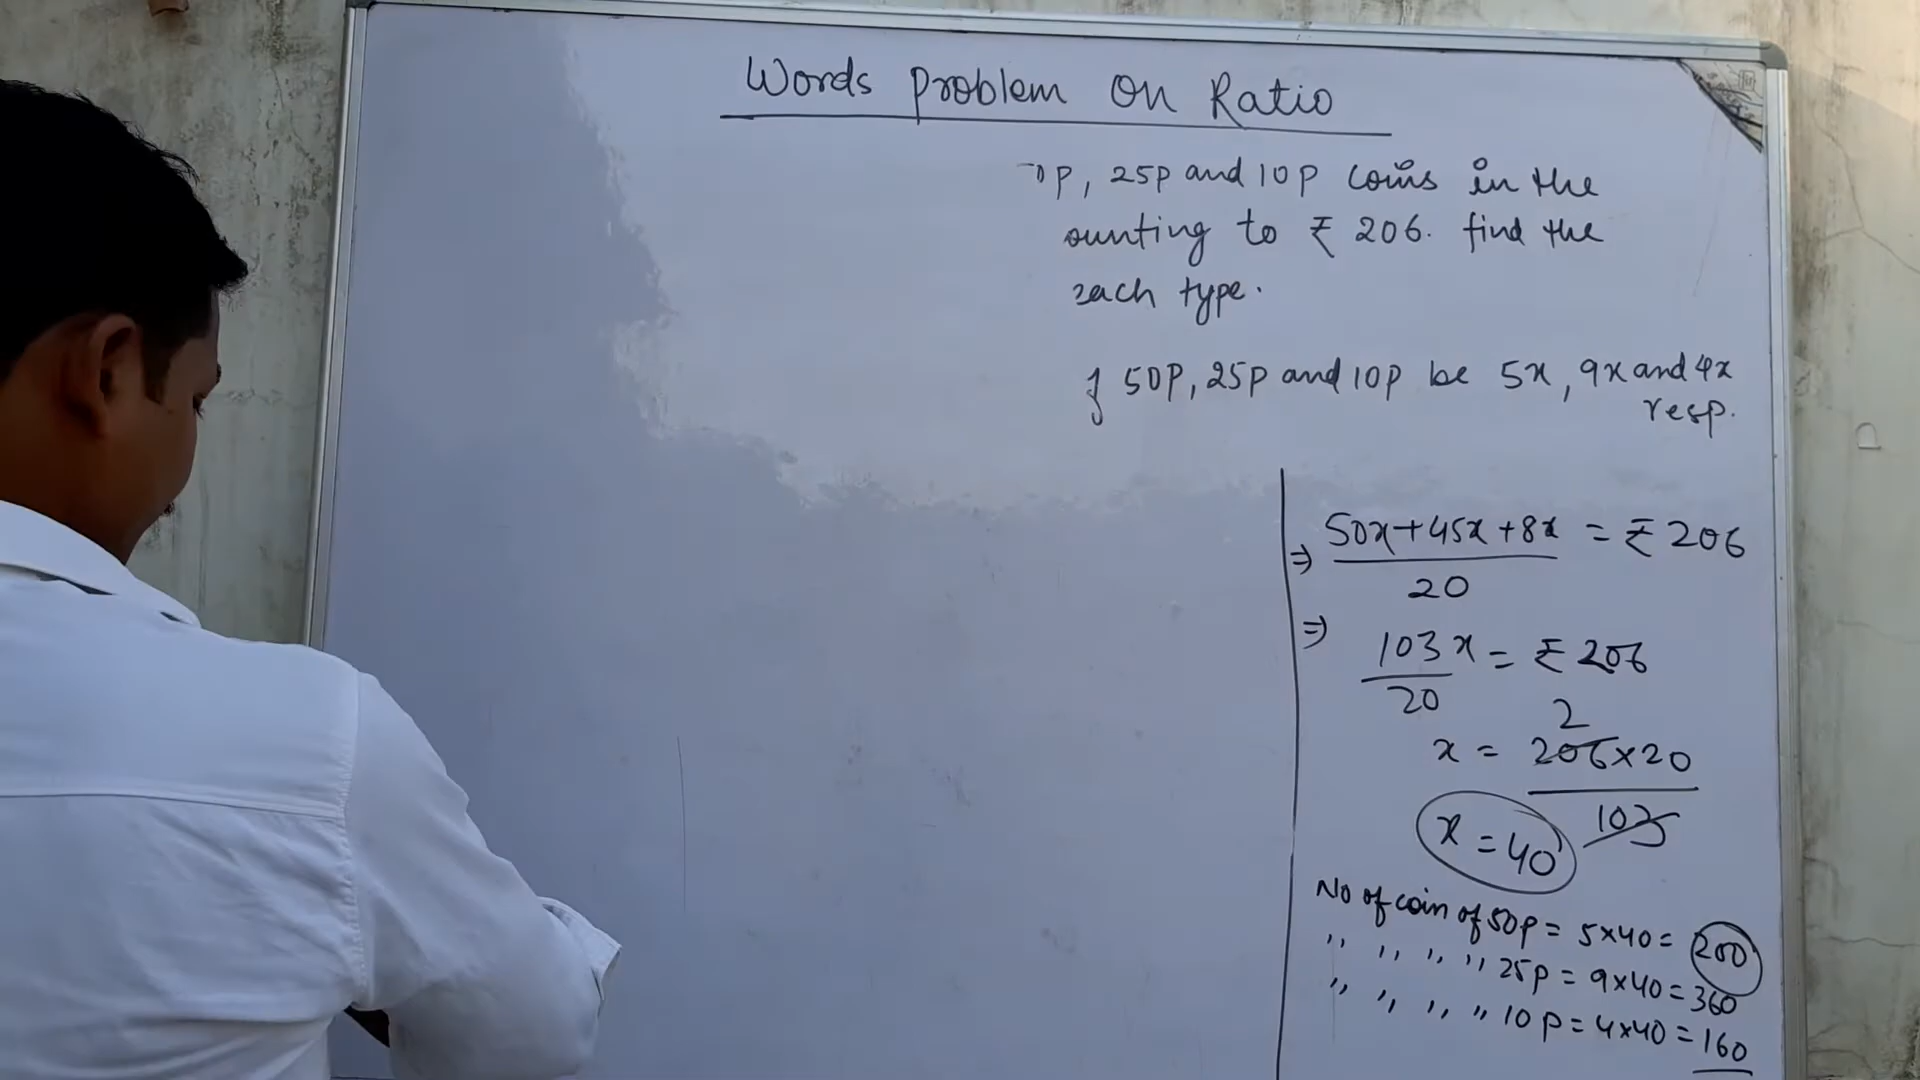 Words Problem On Ratio
0p, 25p and 10p coins in the
ounting to ₹ 206. find the
each type.
f 50P, 25p and 10p be 5x, 9x and 4x
resp.
⇒ 50x+45x+8x = ₹ 206
20
⇒ 103x = ₹ 206
20
2
x = 206×20
103
x = 40
No of coin of 50p = 5×40 = 200
,, ,, ,, ,, 25p = 9×40 = 360
,, ,, ,, ,, 10p = 4×40 = 160